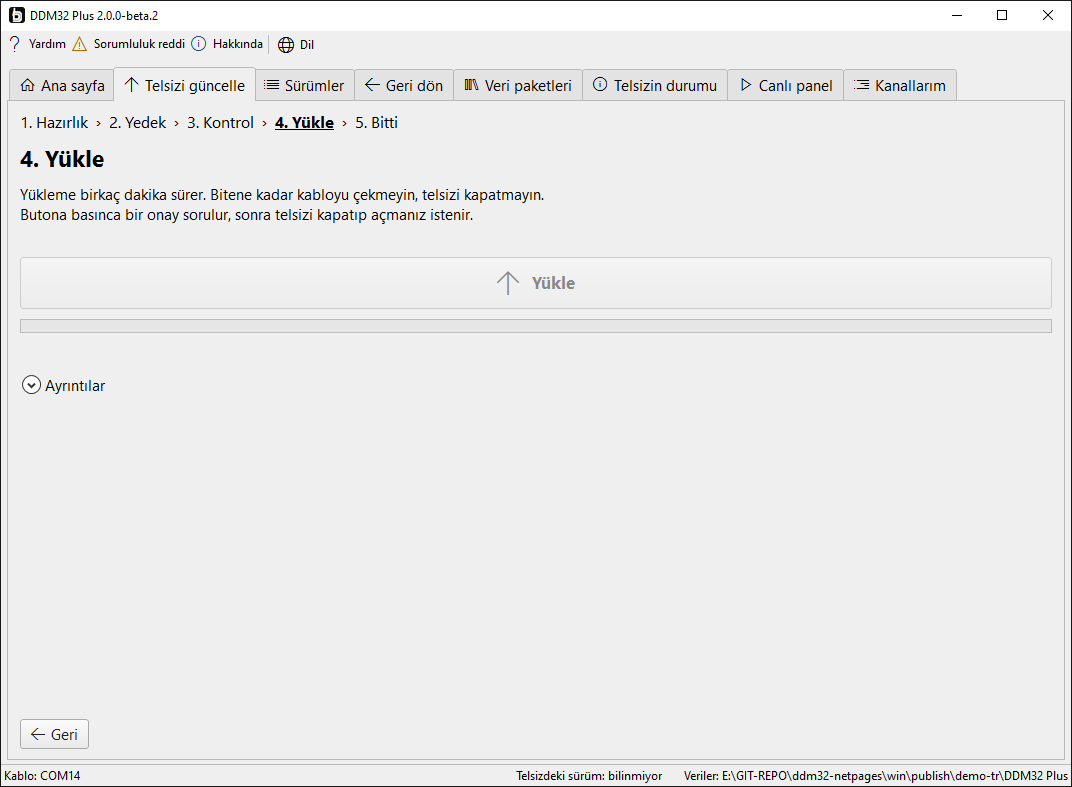 DDM32 Plus 2.0.0-beta.2
Yardım Sorumluluk reddi Hakkında Dil
Ana sayfa Telsizi güncelle Sürümler Geri dön Veri paketleri Telsizin durumu Canlı panel Kanallarım
1. Hazırlık › 2. Yedek › 3. Kontrol › 4. Yükle › 5. Bitti
4. Yükle
Yükleme birkaç dakika sürer. Bitene kadar kabloyu çekmeyin, telsizi kapatmayın.
Butona basınca bir onay sorulur, sonra telsizi kapatıp açmanız istenir.
Yükle
Ayrıntılar
Geri
Kablo: COM14 Telsizdeki sürüm: bilinmiyor Veriler: E:\GIT-REPO\ddm32-netpages\win\publish\demo-tr\DDM32 Plus